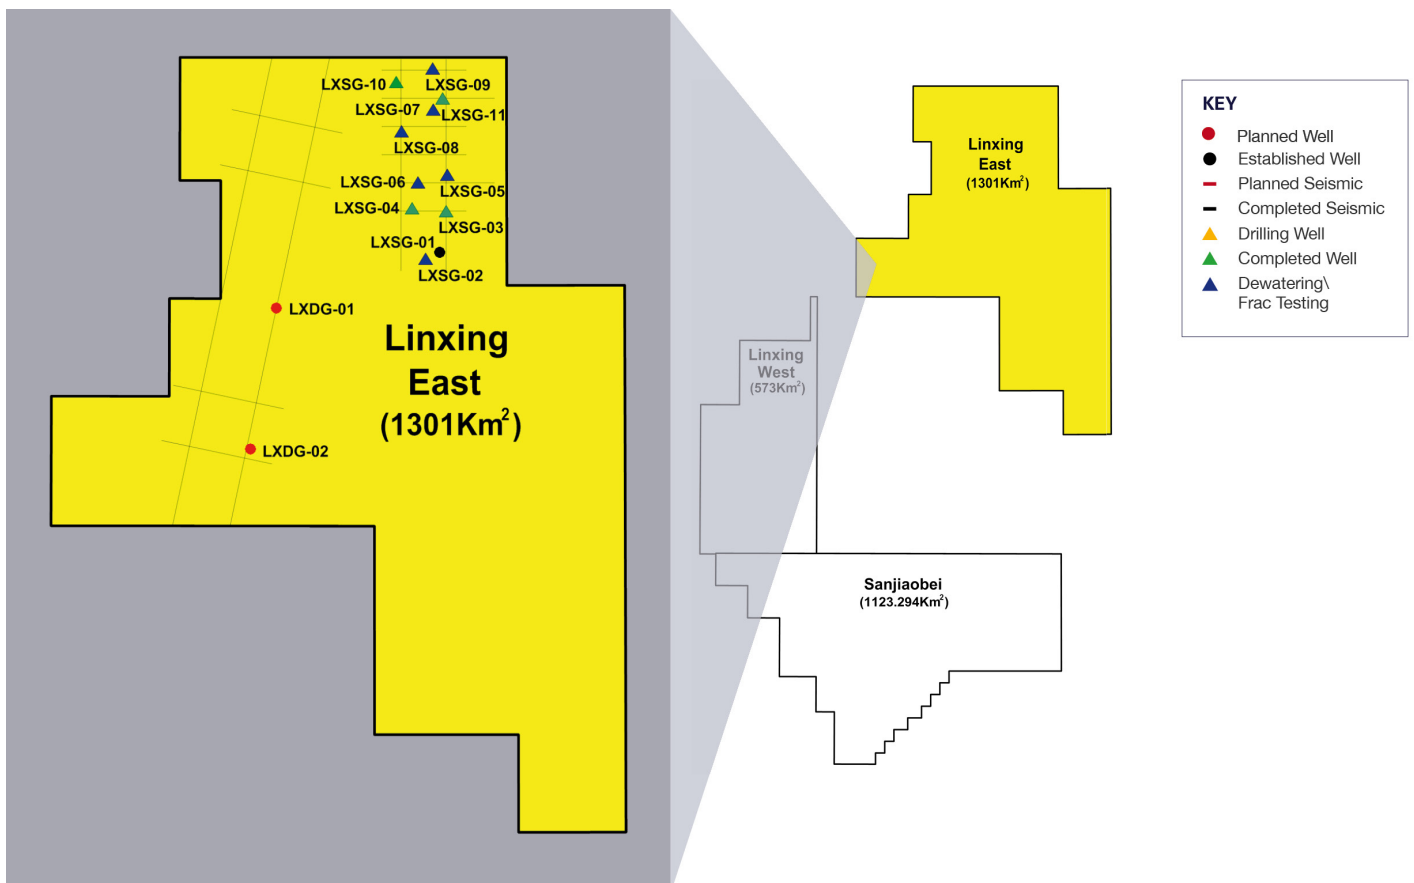 LXSG-10
LXSG-09
LXSG-07
LXSG-11
LXSG-08
LXSG-06
LXSG-05
LXSG-04
LXSG-03
LXSG-01
LXSG-02
LXDG-01
Linxing
East
(1301Km²)
LXDG-02
Linxing
East
(1301Km²)
Linxing
West
(573Km²)
Sanjiaobei
(1123.294Km²)
KEY
Planned Well
Established Well
Planned Seismic
Completed Seismic
Drilling Well
Completed Well
Dewatering\
Frac Testing